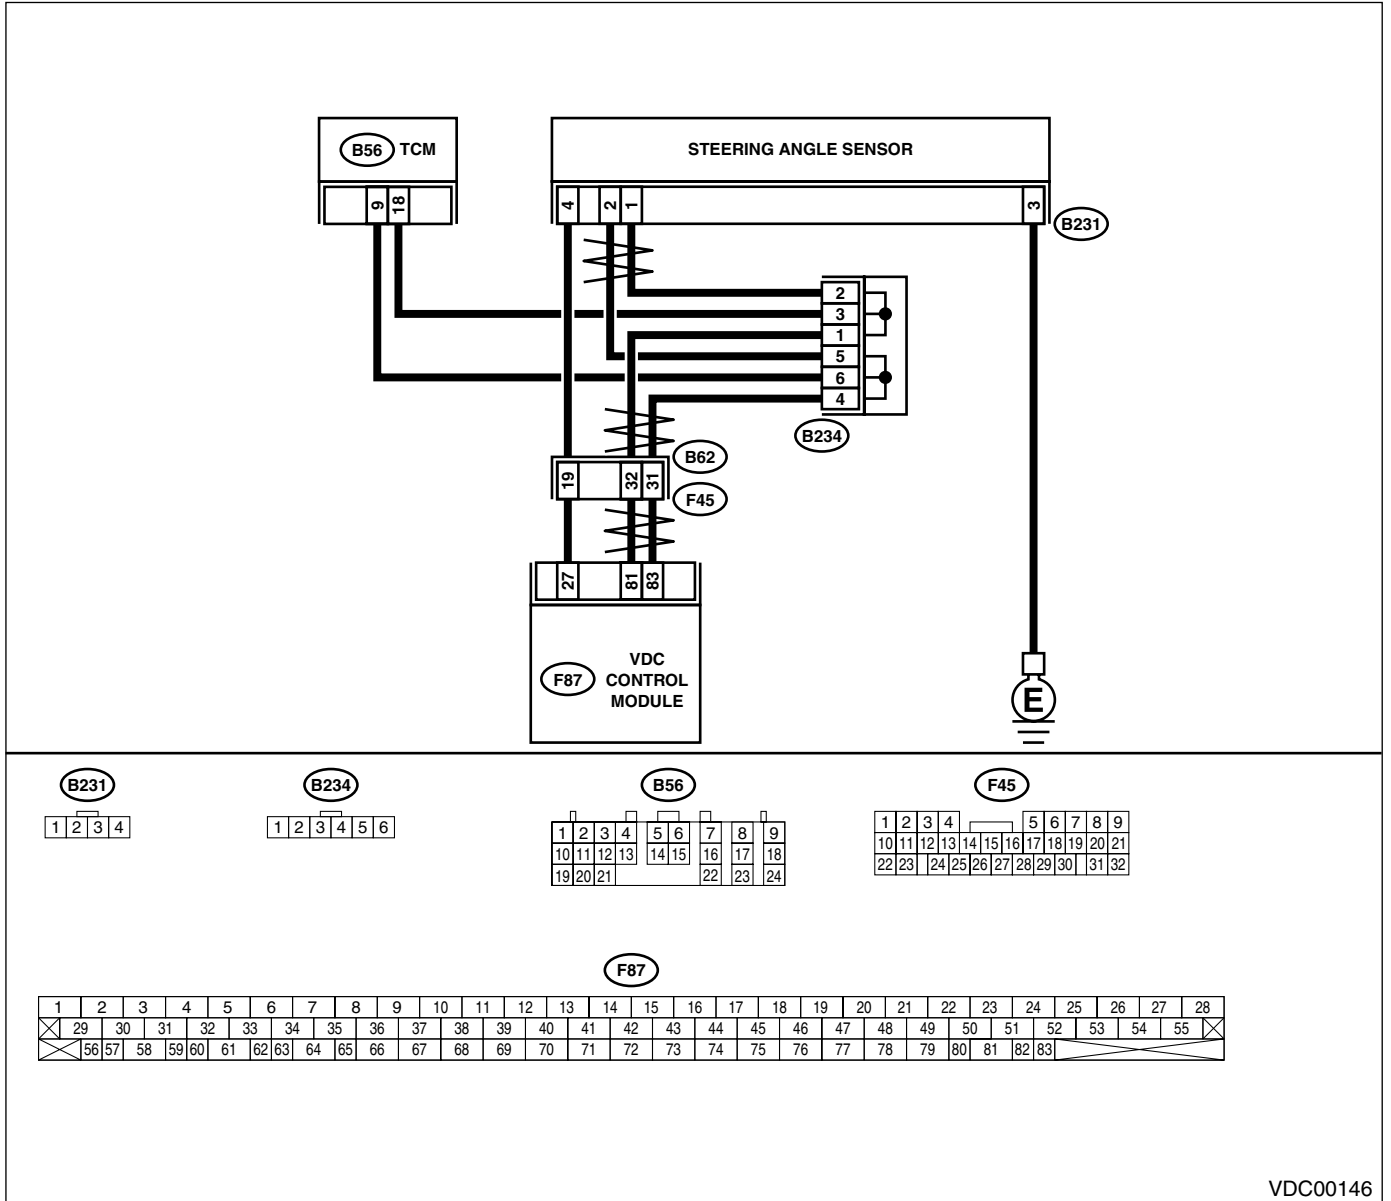 B56 TCM
STEERING ANGLE SENSOR
9 18
4 2 1 3
B231
2
3
1
5
6
4
B234
B62
19 32 31
F45
27 81 83
F87
VDC
CONTROL
MODULE
E
B231
1 2 3 4
B234
1 2 3 4 5 6
B56
1 2 3 4 5 6 7 8 9
10 11 12 13 14 15 16 17 18
19 20 21 22 23 24
F45
1 2 3 4 5 6 7 8 9
10 11 12 13 14 15 16 17 18 19 20 21
22 23 24 25 26 27 28 29 30 31 32
F87
1 2 3 4 5 6 7 8 9 10 11 12 13 14 15 16 17 18 19 20 21 22 23 24 25 26 27 28
29 30 31 32 33 34 35 36 37 38 39 40 41 42 43 44 45 46 47 48 49 50 51 52 53 54 55
56 57 58 59 60 61 62 63 64 65 66 67 68 69 70 71 72 73 74 75 76 77 78 79 80 81 82 83
VDC00146